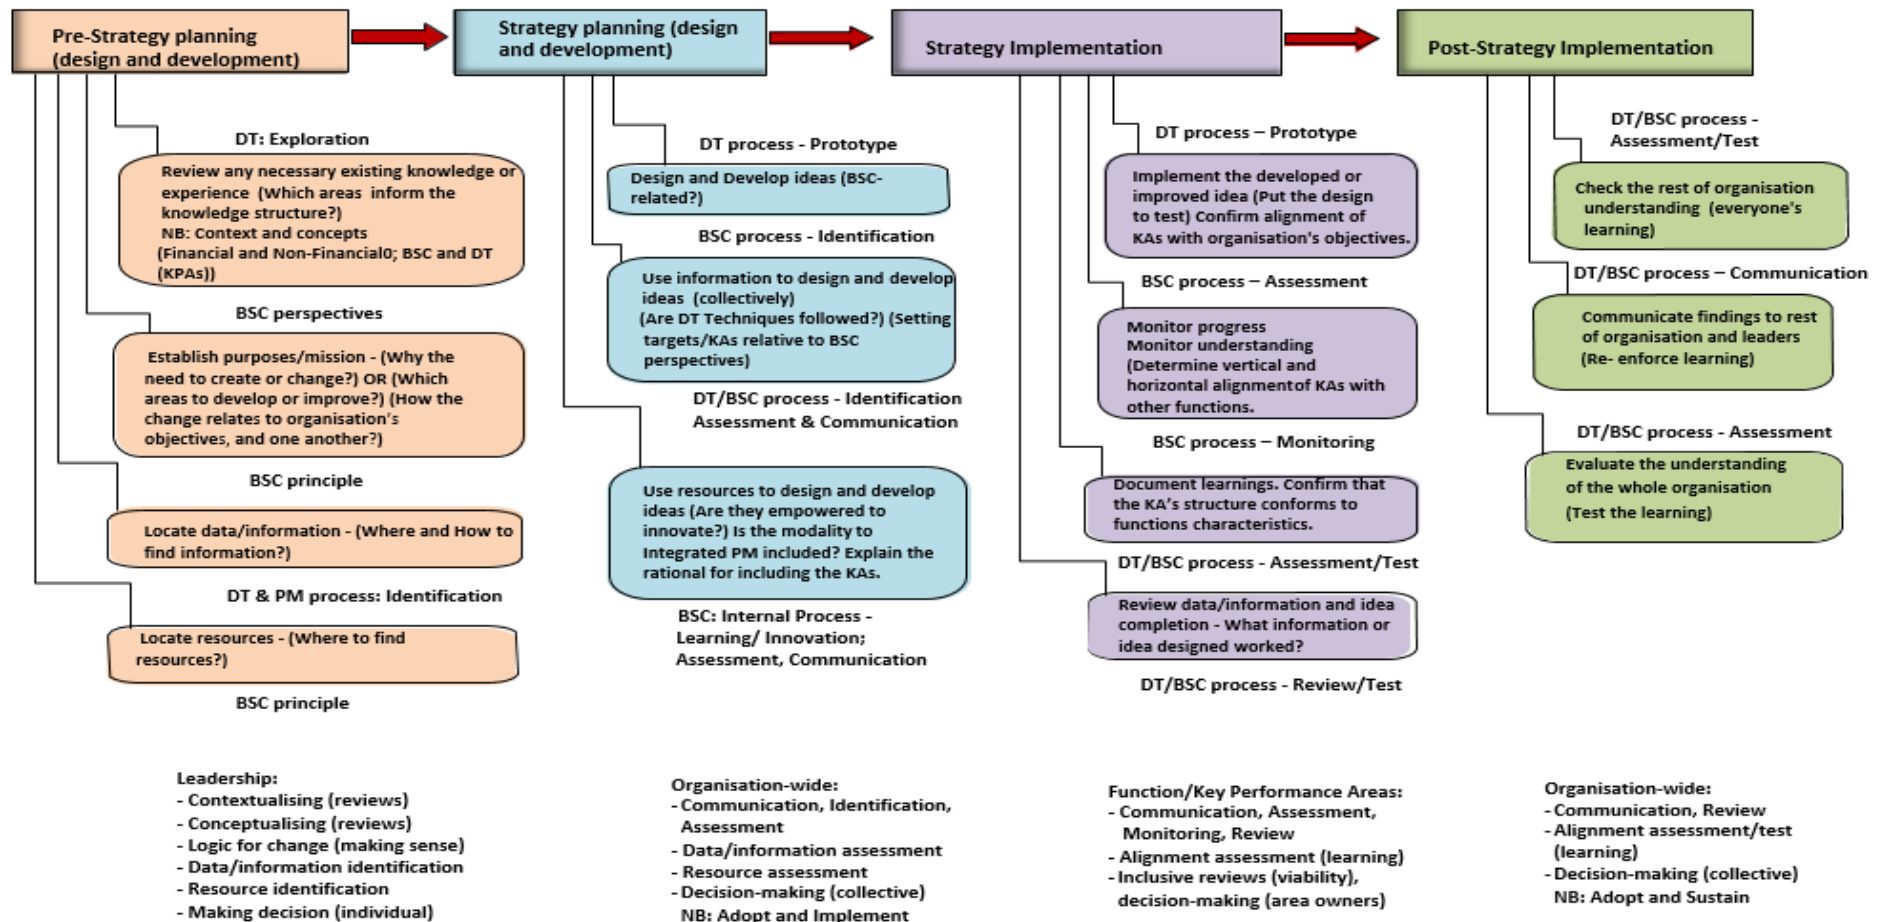 Pre-Strategy planning
(design and development)
DT: Exploration
Review any necessary existing knowledge or
experience (Which areas inform the
knowledge structure?)
NB: Context and concepts
(Financial and Non-Financial0; BSC and DT
(KPAs))
BSC perspectives
Establish purposes/mission - (Why the
need to create or change?) OR (Which
areas to develop or improve?) (How the
change relates to organisation's
objectives, and one another?)
BSC principle
Locate data/information - (Where and How to
find information?)
DT & PM process: Identification
Locate resources - (Where to find
resources?)
BSC principle
Leadership:
- Contextualising (reviews)
- Conceptualising (reviews)
- Logic for change (making sense)
- Data/information identification
- Resource identification
- Making decision (individual)
Strategy planning (design
and development)
DT process - Prototype
Design and Develop ideas (BSC-
related?)
BSC process - Identification
Use information to design and develop
ideas (collectively)
(Are DT Techniques followed?) (Setting
targets/KAs relative to BSC
perspectives)
DT/BSC process - Identification
Assessment & Communication
Use resources to design and develop
ideas (Are they empowered to
innovate?) Is the modality to
Integrated PM included? Explain the
rational for including the KAs.
BSC: Internal Process -
Learning/ Innovation;
Assessment, Communication
Organisation-wide:
- Communication, Identification,
Assessment
- Data/information assessment
- Resource assessment
- Decision-making (collective)
NB: Adopt and Implement
Strategy Implementation
DT process – Prototype
Implement the developed or
improved idea (Put the design
to test) Confirm alignment of
KAs with organisation's objectives.
BSC process – Assessment
Monitor progress
Monitor understanding
(Determine vertical and
horizontal alignmentof KAs with
other functions.
BSC process – Monitoring
Document learnings. Confirm that
the KA's structure conforms to
functions characteristics.
DT/BSC process - Assessment/Test
Review data/information and idea
completion - What information or
idea designed worked?
DT/BSC process - Review/Test
Function/Key Performance Areas:
- Communication, Assessment,
Monitoring, Review
- Alignment assessment (learning)
- Inclusive reviews (viability),
decision-making (area owners)
Post-Strategy Implementation
DT/BSC process -
Assessment/Test
Check the rest of organisation
understanding (everyone's
learning)
DT/BSC process – Communication
Communicate findings to rest
of organisation and leaders
(Re- enforce learning)
DT/BSC process - Assessment
Evaluate the understanding
of the whole organisation
(Test the learning)
Organisation-wide:
- Communication, Review
- Alignment assessment/test
(learning)
- Decision-making (collective)
NB: Adopt and Sustain